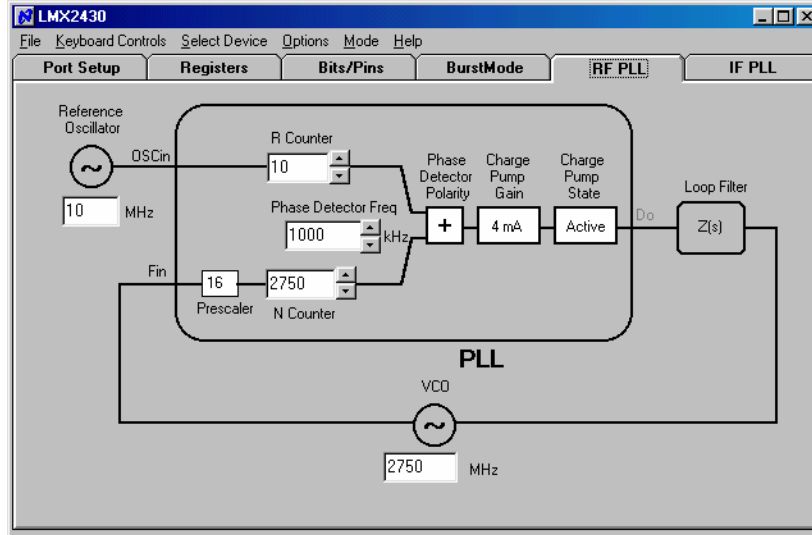 LMX2430
File Keyboard Controls Select Device Options Mode Help
Port Setup Registers Bits/Pins BurstMode RF PLL IF PLL
Reference
Oscillator
OSCin
10 MHz
R Counter
10
Phase Detector Freq
1000 kHz
Fin
16
Prescaler
2750
N Counter
Phase
Detector
Polarity
+
Charge
Pump
Gain
4 mA
Charge
Pump
State
Active
Do
Loop Filter
Z(s)
PLL
VCO
~
2750 MHz